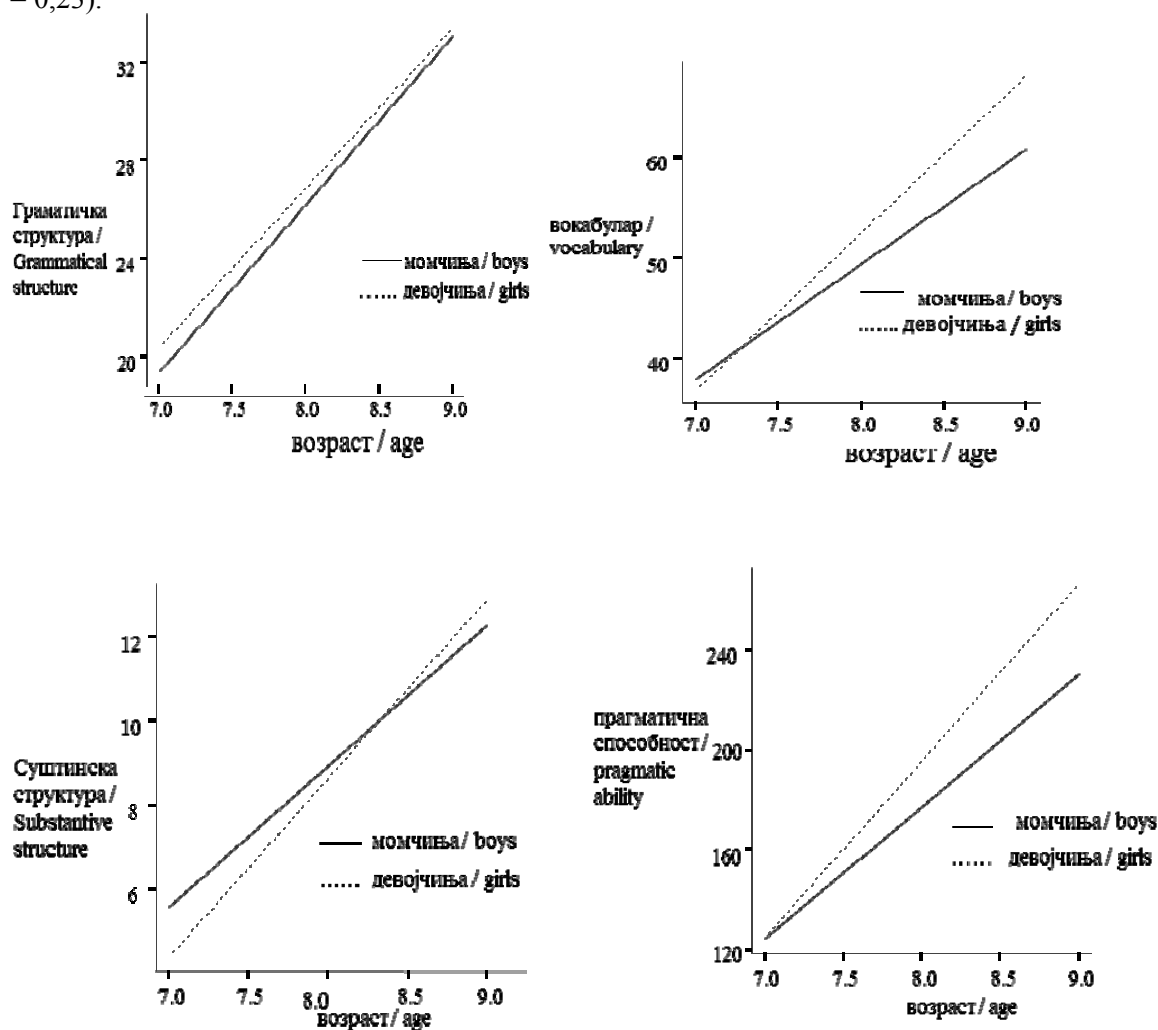 = 0,25).
32
28
24
20
Граматичка
структура /
Grammatical
structure
момчиња / boys
девојчиња / girls
7.0 7.5 8.0 8.5 9.0
возраст / age
60
50
40
вокабулар /
vocabulary
момчиња / boys
девојчиња / girls
7.0 7.5 8.0 8.5 9.0
возраст / age
12
10
8
6
Суштинска
структура /
Substantive
structure
момчиња / boys
девојчиња / girls
7.0 7.5 8.0 8.5 9.0
возраст / age
240
200
160
120
прагматична
способност /
pragmatic
ability
момчиња / boys
девојчиња / girls
7.0 7.5 8.0 8.5 9.0
возраст / age